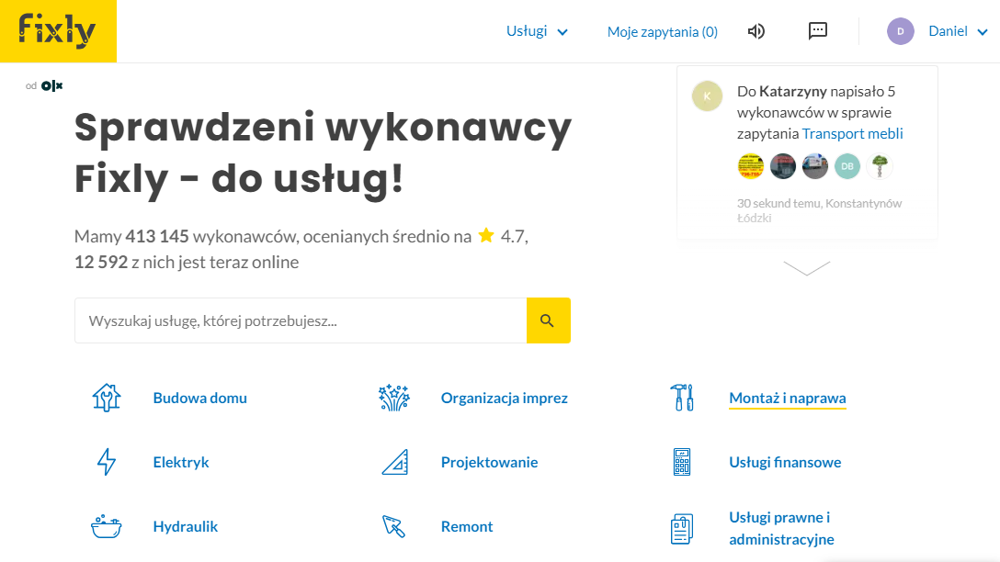 fixly
Usługi
Moje zapytania (0)
D
Daniel
od OLX
Sprawdzeni wykonawcy
Fixly - do usług!
Mamy 413 145 wykonawców, ocenianych średnio na 4.7,
12 592 z nich jest teraz online
Wyszukaj usługę, której potrzebujesz...
K
Do Katarzyny napisało 5
wykonawców w sprawie
zapytania Transport mebli
DB
30 sekund temu, Konstantynów
Łódzki
Budowa domu
Organizacja imprez
Montaż i naprawa
Elektryk
Projektowanie
Usługi finansowe
Hydraulik
Remont
Usługi prawne i
administracyjne